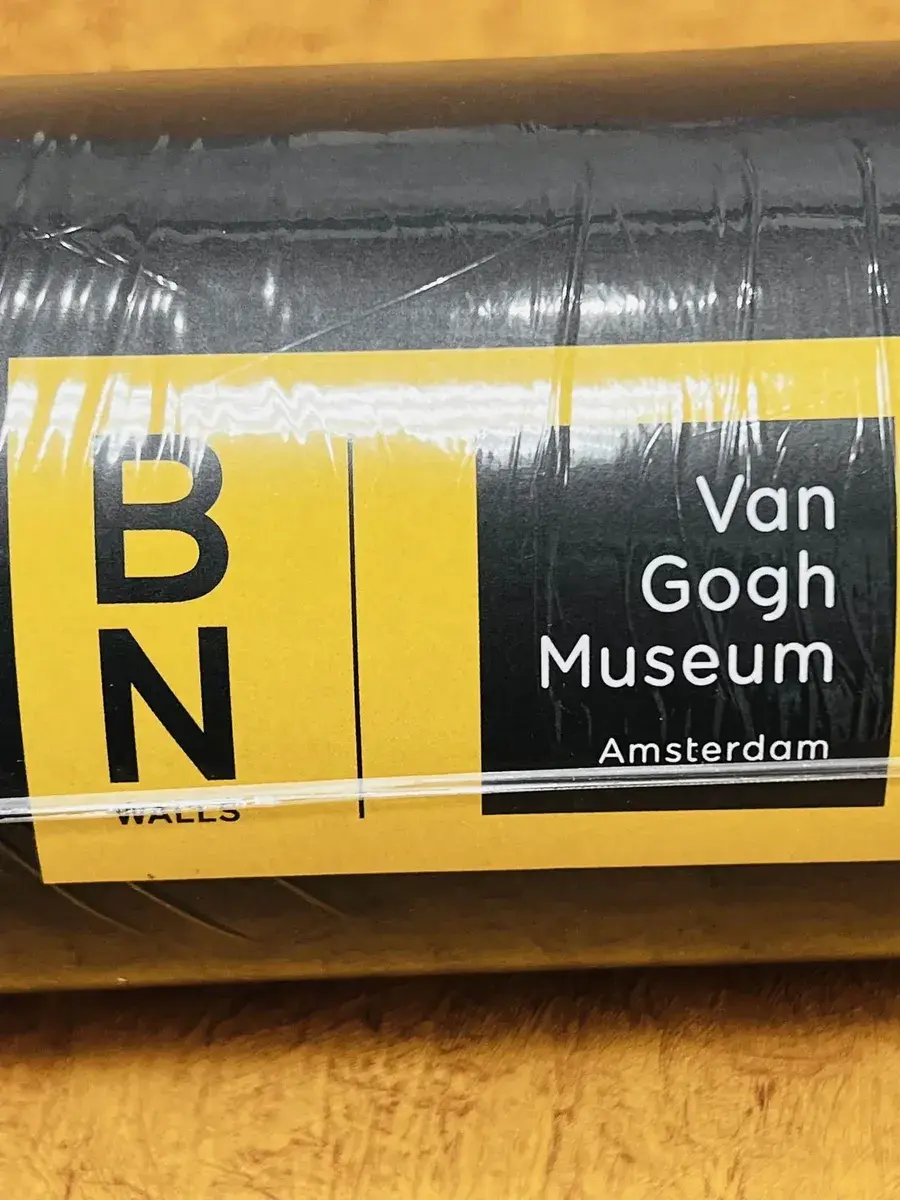 B
N
WALLS
Van
Gogh
Museum
Amsterdam